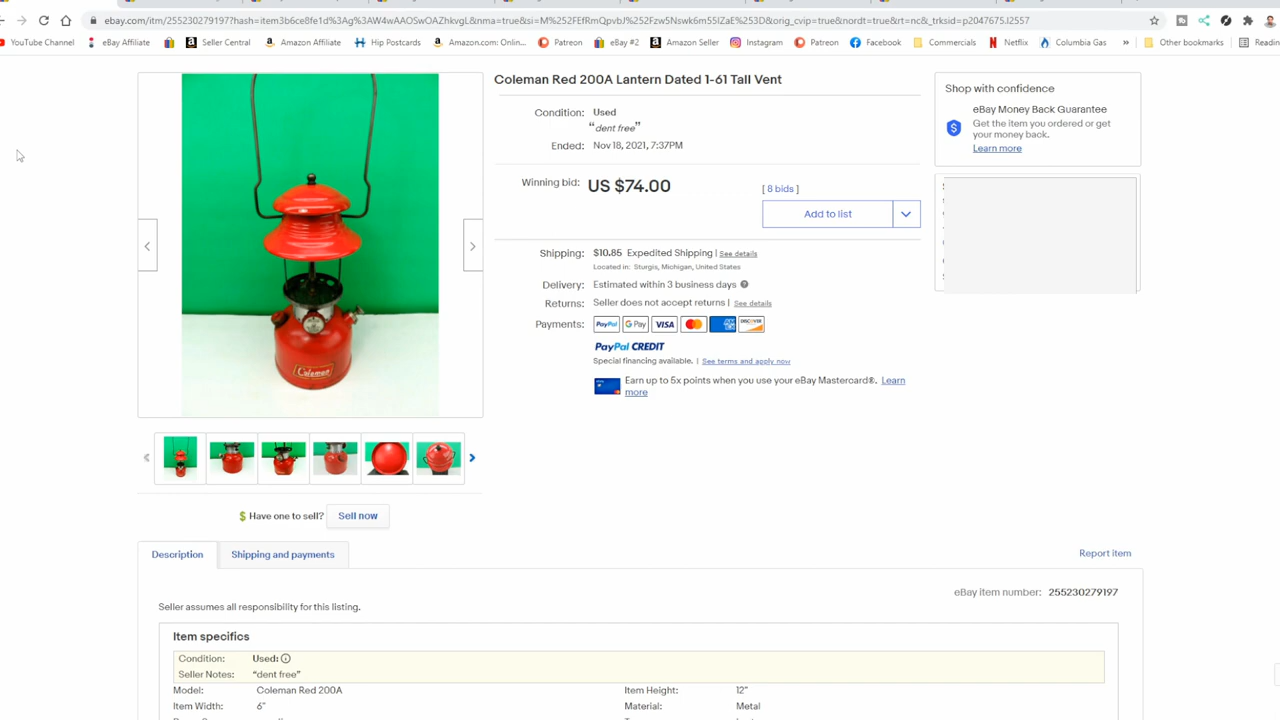 ebay.com/itm/255230279197?hash=item3b6ce8fe1d%3Ag%3AW4wAAOSwOAZhkvgL&nma=true&si=M%252FEfRmQpvbJ%252Fzw5Nswk6m55IZaE%253D&orig_cvip=true&nordt=true&rt=nc&_trksid=p2047675.l2557
YouTube Channel eBay Affiliate Seller Central Amazon Affiliate Hip Postcards Amazon.com: Onlin... Patreon eBay #2 Amazon Seller Instagram Patreon Facebook Commercials Netflix Columbia Gas » Other bookmarks Readin
Coleman Red 200A Lantern Dated 1-61 Tall Vent
Shop with confidence
Condition: Used
“dent free”
eBay Money Back Guarantee
Get the item you ordered or get
your money back.
Learn more
Ended: Nov 18, 2021, 7:37PM
Winning bid: US $74.00 [ 8 bids ]
Add to list
Shipping: $10.85 Expedited Shipping | See details
Located in: Sturgis, Michigan, United States
Delivery: Estimated within 3 business days
Returns: Seller does not accept returns | See details
Payments: PayPal G Pay VISA AM EX DISCOVER
PayPal CREDIT
Special financing available. | See terms and apply now
Earn up to 5x points when you use your eBay Mastercard®. Learn
more
Coleman
Have one to sell? Sell now
Description Shipping and payments Report item
eBay item number: 255230279197
Seller assumes all responsibility for this listing.
Item specifics
Condition: Used:
Seller Notes: “dent free”
Model: Coleman Red 200A Item Height: 12"
Item Width: 6" Material: Metal